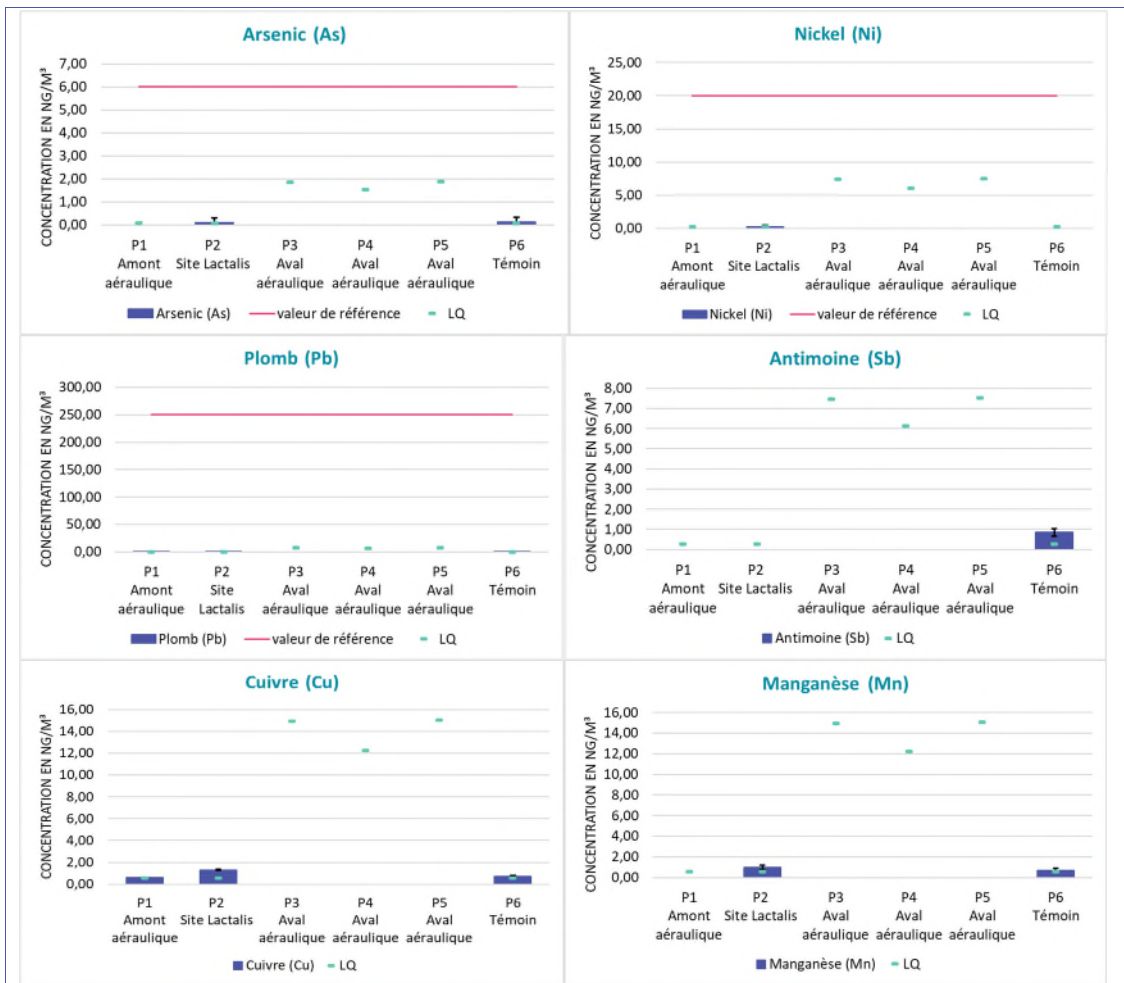 Arsenic (As)
CONCENTRATION EN NG/M³
7,00
6,00
5,00
4,00
3,00
2,00
1,00
0,00
P1 P2 P3 P4 P5 P6
Amont Site Lactalis Aval Aval Aval Témoin
aéraulique aéraulique aéraulique aéraulique
Arsenic (As) valeur de référence LQ
Nickel (Ni)
CONCENTRATION EN NG/M³
25,00
20,00
15,00
10,00
5,00
0,00
P1 P2 P3 P4 P5 P6
Amont Site Lactalis Aval Aval Aval Témoin
aéraulique aéraulique aéraulique aéraulique
Nickel (Ni) valeur de référence LQ
Plomb (Pb)
CONCENTRATION EN NG/M³
300,00
250,00
200,00
150,00
100,00
50,00
0,00
P1 P2 P3 P4 P5 P6
Amont Site Aval Aval Aval Témoin
aéraulique Lactalis aéraulique aéraulique aéraulique
Plomb (Pb) valeur de référence LQ
Antimoine (Sb)
CONCENTRATION EN NG/M³
8,00
7,00
6,00
5,00
4,00
3,00
2,00
1,00
0,00
P1 P2 P3 P4 P5 P6
Amont Site Lactalis Aval Aval Aval Témoin
aéraulique aéraulique aéraulique aéraulique
Antimoine (Sb) LQ
Cuivre (Cu)
CONCENTRATION EN NG/M³
16,00
14,00
12,00
10,00
8,00
6,00
4,00
2,00
0,00
P1 P2 P3 P4 P5 P6
Amont Site Lactalis Aval Aval Aval Témoin
aéraulique aéraulique aéraulique aéraulique
Cuivre (Cu) LQ
Manganèse (Mn)
CONCENTRATION EN NG/M³
16,00
14,00
12,00
10,00
8,00
6,00
4,00
2,00
0,00
P1 P2 P3 P4 P5 P6
Amont Site Lactalis Aval Aval Aval Témoin
aéraulique aéraulique aéraulique aéraulique
Manganèse (Mn) LQ